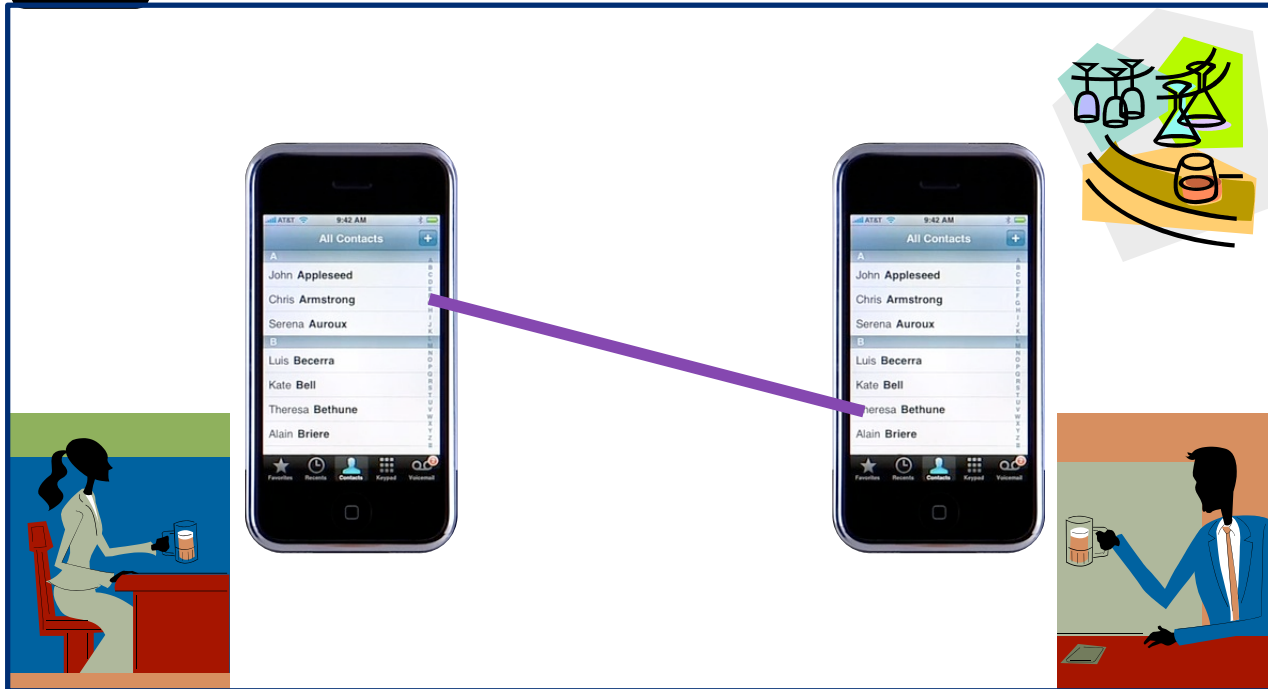 AT&T 9:42 AM
All Contacts +
A
John Appleseed
Chris Armstrong
Serena Auroux
B
Luis Becerra
Kate Bell
Theresa Bethune
Alain Briere
Favorites Recents Contacts Keypad Voicemail
AT&T 9:42 AM
All Contacts +
A
John Appleseed
Chris Armstrong
Serena Auroux
B
Luis Becerra
Kate Bell
Bethune
Alain Briere
Favorites Recents Contacts Keypad Voicemail